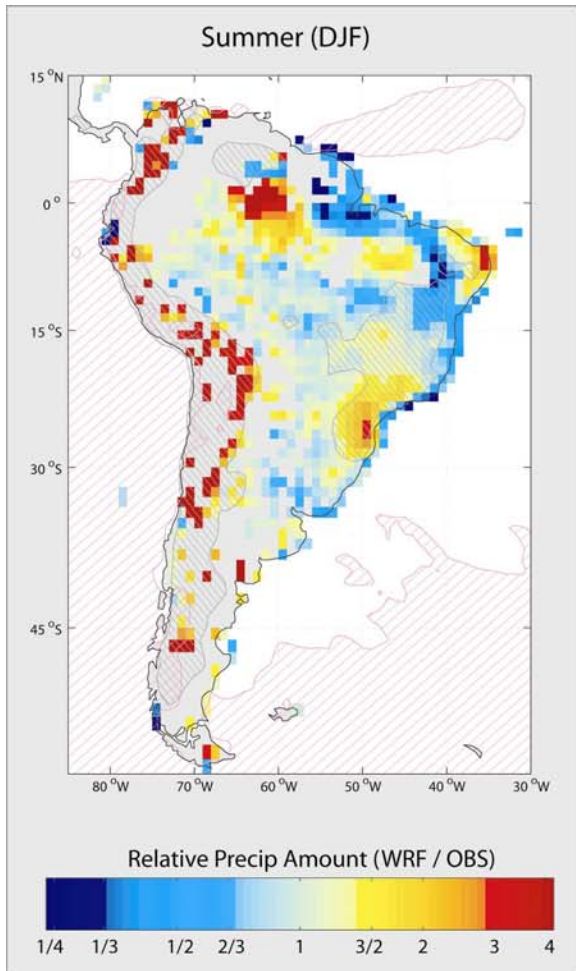 Summer (DJF)
15 °N
0 °
15 °S
30 °S
45 °S
80 °W 70 °W 60 °W 50 °W 40 °W 30 °W
Relative Precip Amount (WRF / OBS)
1/4 1/3 1/2 2/3 1 3/2 2 3 4